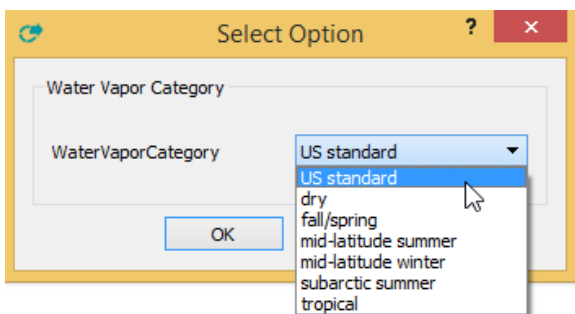 Select Option ? ×
Water Vapor Category
WaterVaporCategory US standard
US standard
dry
fall/spring
mid-latitude summer
OK mid-latitude winter
subarctic summer
tropical